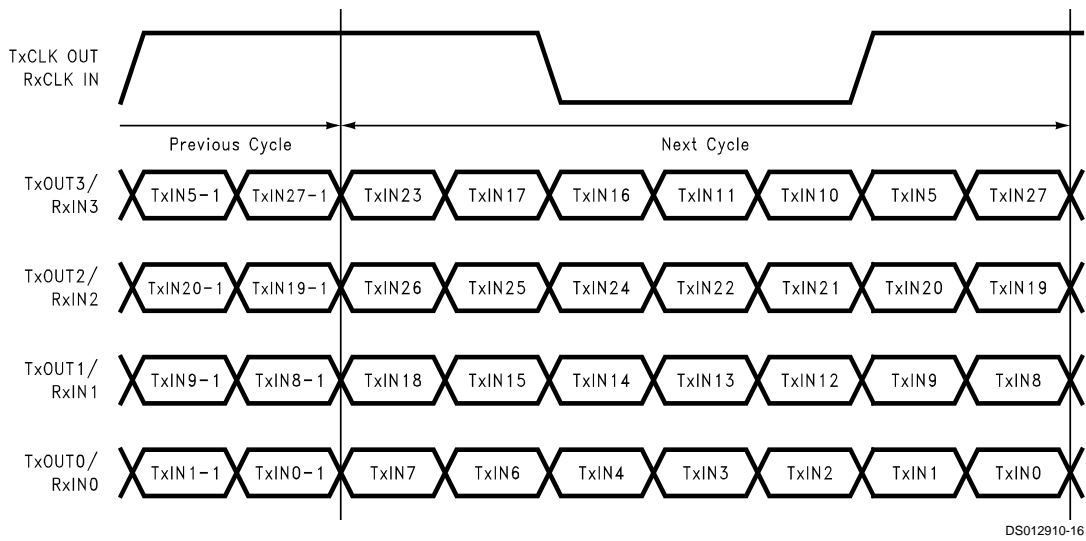 TxCLK OUT
RxCLK IN
Previous Cycle
Next Cycle
TxOUT3/
RxIN3
TxIN5-1 TxIN27-1 TxIN23 TxIN17 TxIN16 TxIN11 TxIN10 TxIN5 TxIN27
TxOUT2/
RxIN2
TxIN20-1 TxIN19-1 TxIN26 TxIN25 TxIN24 TxIN22 TxIN21 TxIN20 TxIN19
TxOUT1/
RxIN1
TxIN9-1 TxIN8-1 TxIN18 TxIN15 TxIN14 TxIN13 TxIN12 TxIN9 TxIN8
TxOUT0/
RxIN0
TxIN1-1 TxIN0-1 TxIN7 TxIN6 TxIN4 TxIN3 TxIN2 TxIN1 TxIN0
DS012910-16